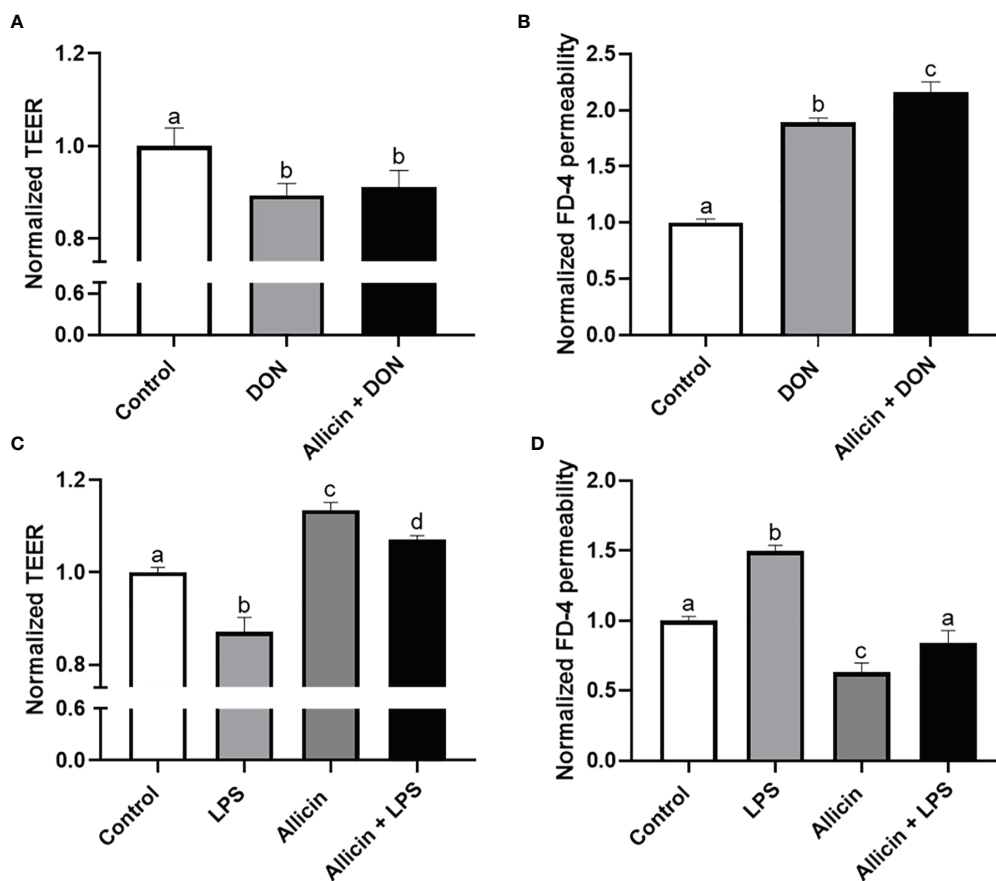 A
Normalized TEER
1.2
1.0
0.8
0.6
0.0
a
b
b
Control
DON
Allicin + DON
B
Normalized FD-4 permeability
2.5
2.0
1.5
1.0
0.5
0.0
a
b
c
Control
DON
Allicin + DON
C
Normalized TEER
1.2
1.0
0.8
0.6
0.0
a
b
c
d
Control
LPS
Allicin
Allicin + LPS
D
Normalized FD-4 permeability
2.0
1.5
1.0
0.5
0.0
a
b
c
a
Control
LPS
Allicin
Allicin + LPS